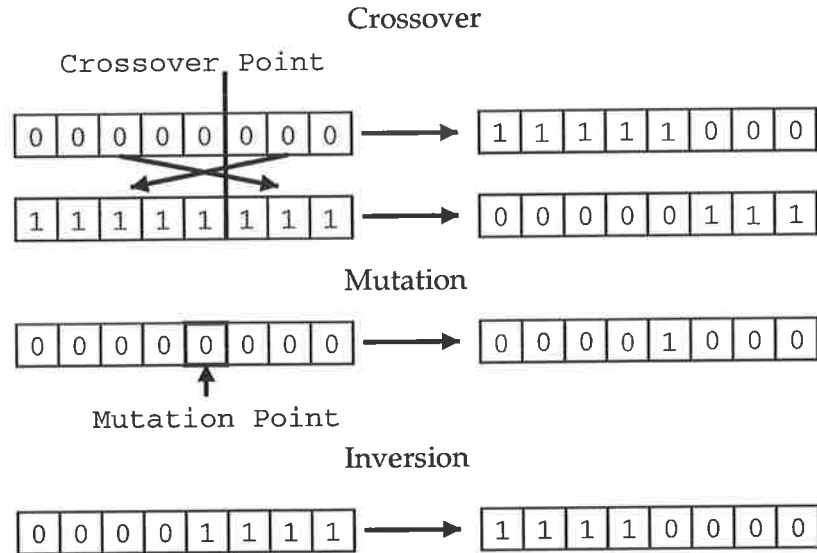 Crossover
Crossover Point
0 0 0 0 0 0 0 0 1 1 1 1 1 0 0 0
1 1 1 1 1 1 1 1 0 0 0 0 0 1 1 1
Mutation
0 0 0 0 0 0 0 0 0 0 0 0 1 0 0 0
Mutation Point
Inversion
0 0 0 0 1 1 1 1 1 1 1 1 0 0 0 0